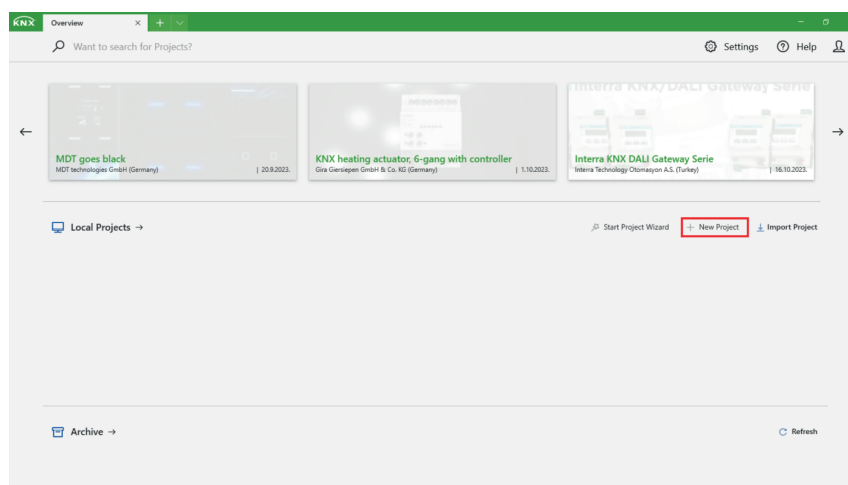 KNX Overview
Want to search for Projects?
Settings
Help
Interra KNX/DALI Gateway Serie
MDT goes black
MDT technologies GmbH (Germany) | 20.9.2023.
KNX heating actuator, 6-gang with controller
Gira Giersiepen GmbH & Co. KG (Germany) | 1.10.2023.
Interra KNX DALI Gateway Serie
Interra Technology Otomasyon A.S. (Turkey) | 16.10.2023.
Local Projects
Start Project Wizard
New Project
Import Project
Archive
Refresh